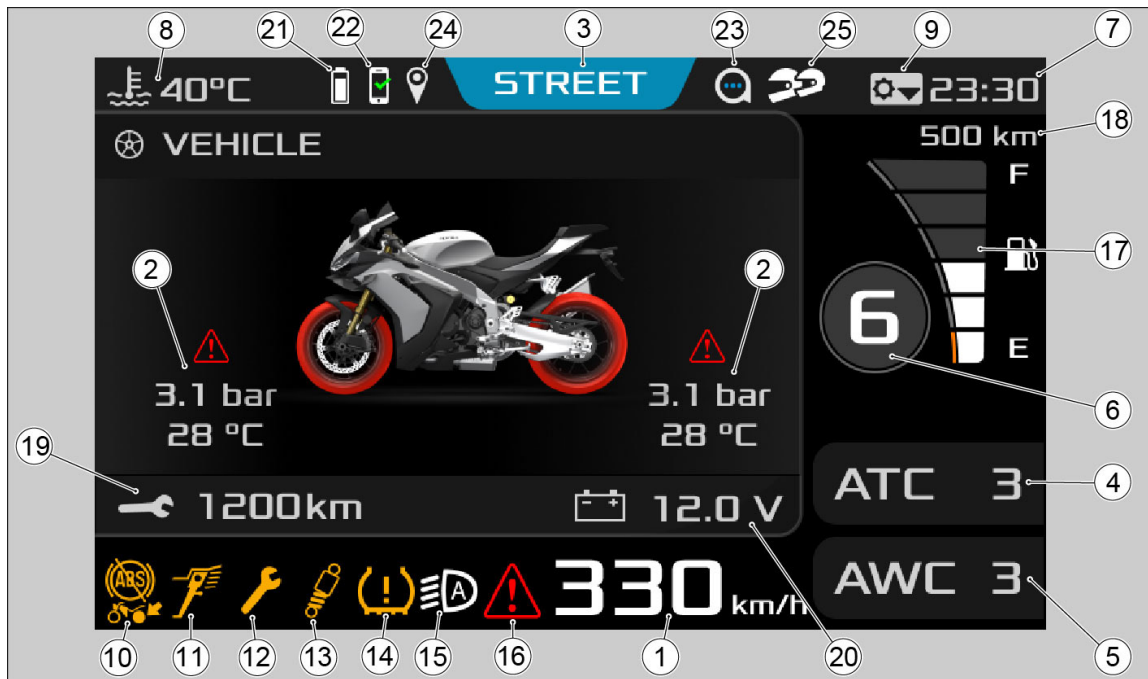 8 21 22 24 3 23 25 9 7
40°C STREET 23:30
VEHICLE
500 km
18
F
17
2 2
6
E
6
3.1 bar 3.1 bar
28 °C 28 °C
19
ATC 3
4
1200km - + 12.0 V
ABS ! A ! 330 km/h
AWC 3
10 11 12 13 14 15 16 1 20 5